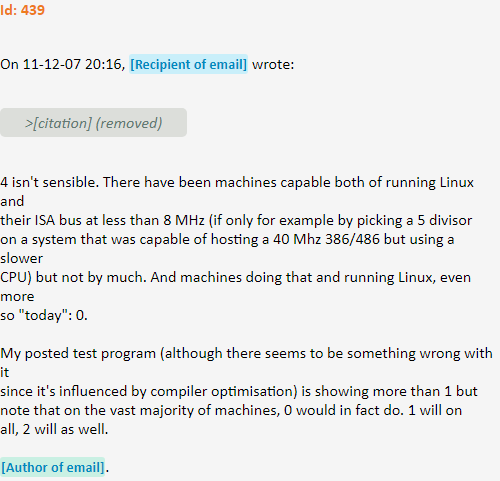 Id: 439
On 11-12-07 20:16, [Recipient of email] wrote:
>[citation] (removed)
4 isn't sensible. There have been machines capable both of running Linux
and
their ISA bus at less than 8 MHz (if only for example by picking a 5 divisor
on a system that was capable of hosting a 40 Mhz 386/486 but using a
slower
CPU) but not by much. And machines doing that and running Linux, even
more
so "today": 0.
My posted test program (although there seems to be something wrong with
it
since it's influenced by compiler optimisation) is showing more than 1 but
note that on the vast majority of machines, 0 would in fact do. 1 will on
all, 2 will as well.
[Author of email].